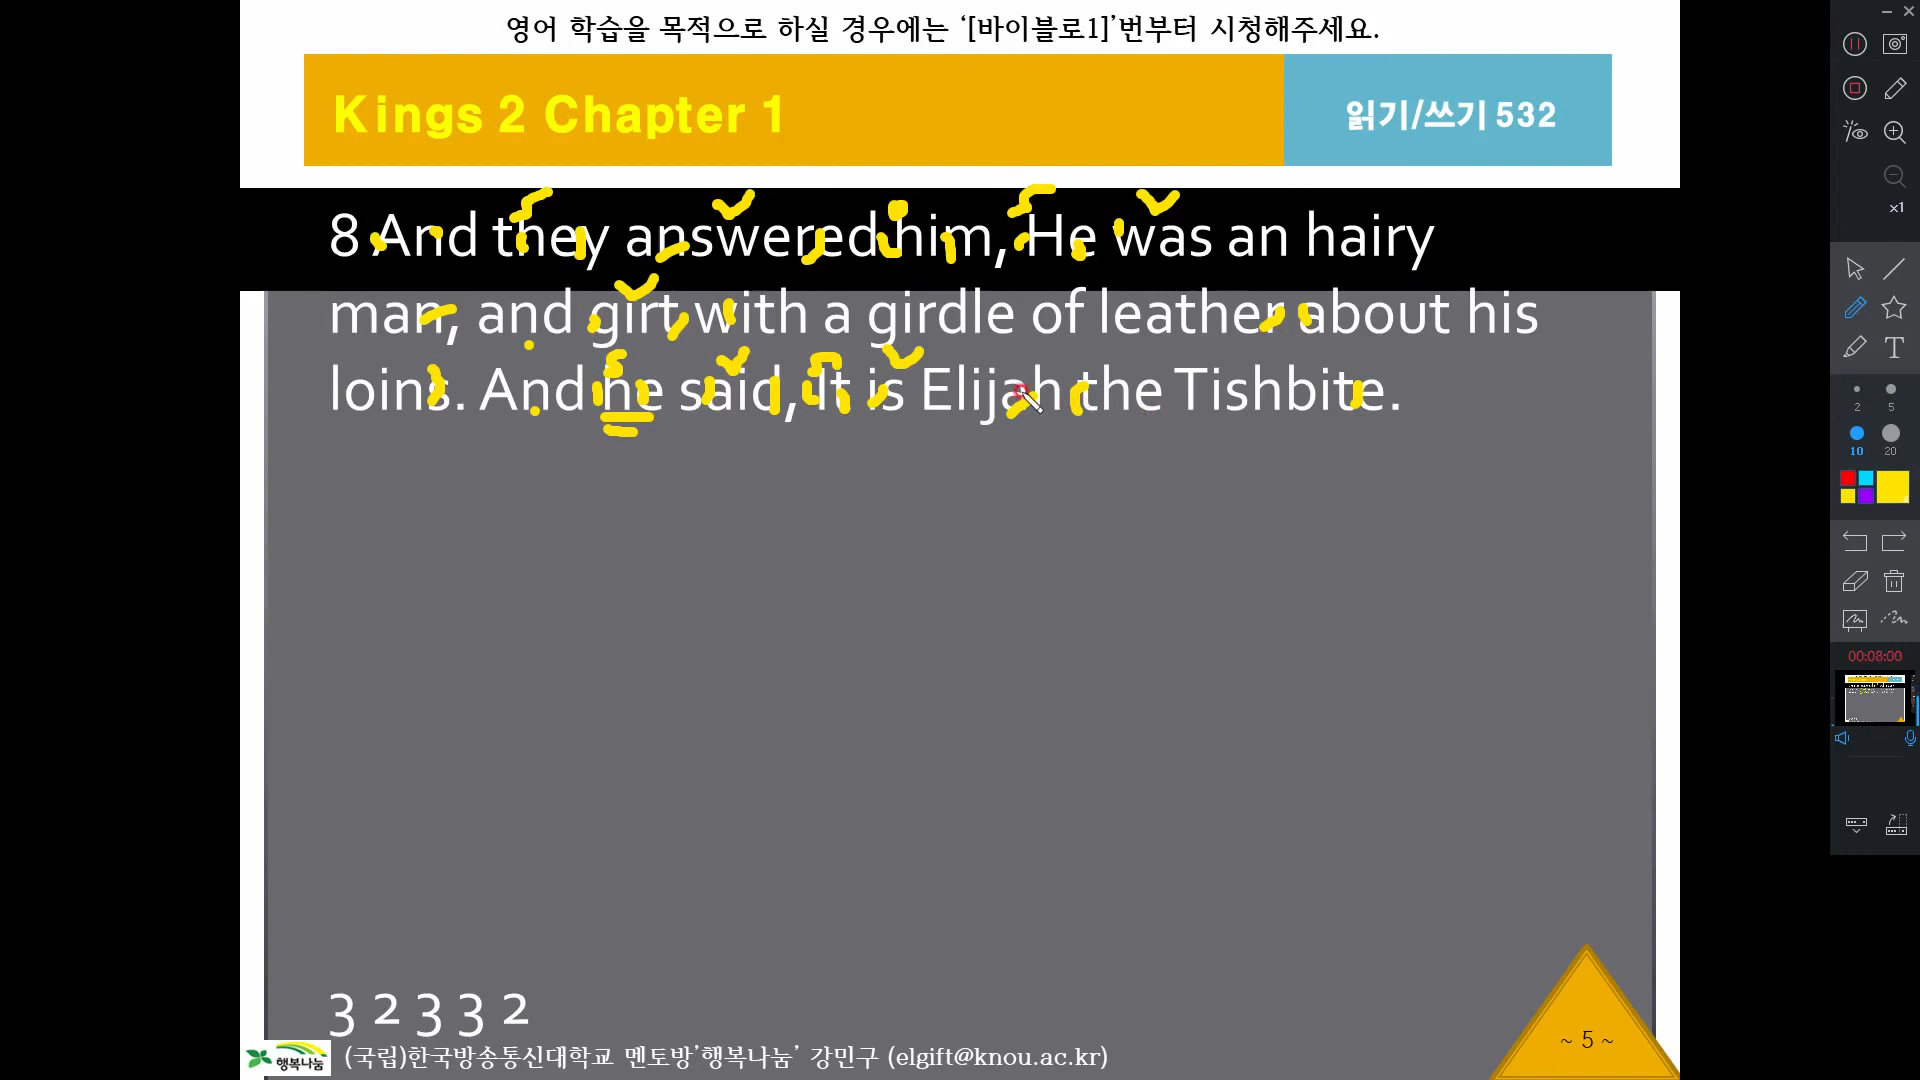 영어 학습을 목적으로 하실 경우에는 ‘[바이블로1]’번부터 시청해주세요.
Kings 2 Chapter 1
읽기/쓰기 532
8 And they answered him, He was an hairy
man, and girt with a girdle of leather about his
loins. And he said, It is Elijah the Tishbite.
3 2 3 3 2
~ 5 ~
행복나눔
(국립)한국방송통신대학교 멘토방’행복나눔’ 강민구 (elgift@knou.ac.kr)
x1
T
2 5
10 20
00:08:00